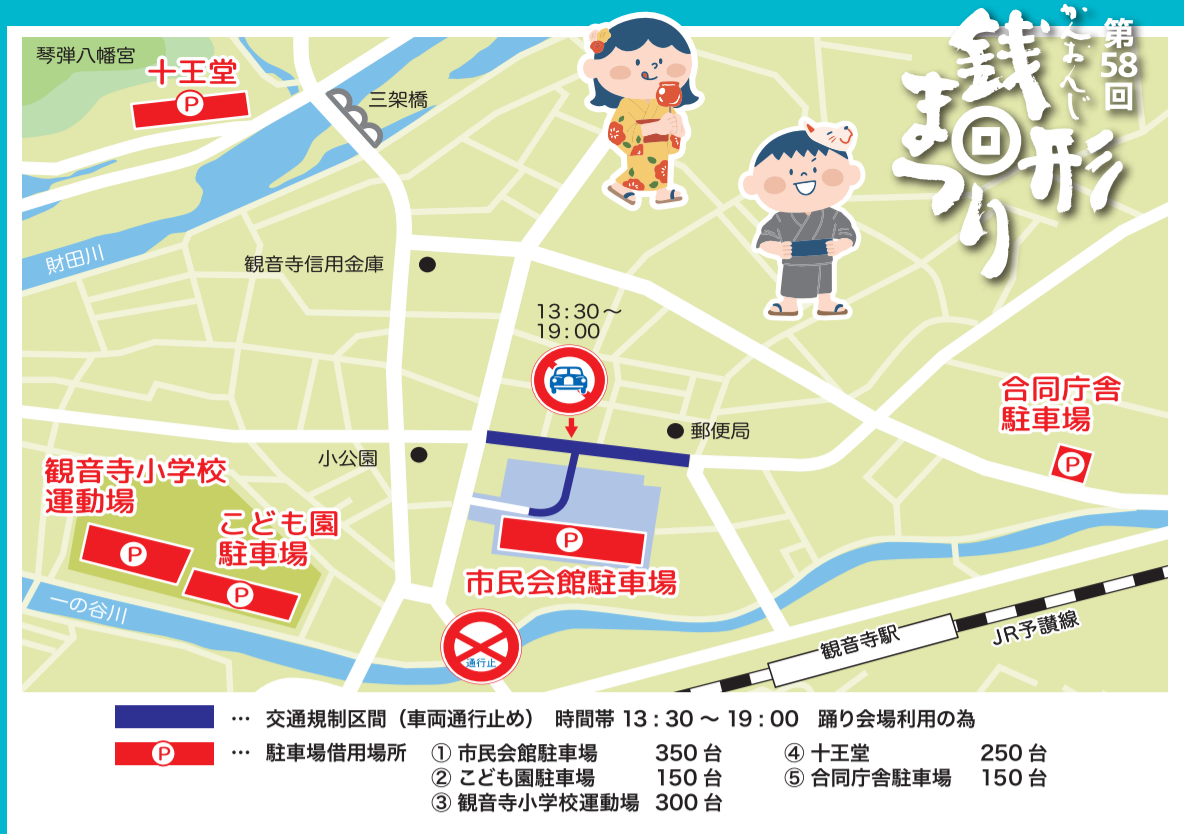 第58回
かんおんじ
銭形
まつり
琴弾八幡宮
十王堂
P
三架橋
財田川
観音寺信用金庫
13:30～
19:00
郵便局
合同庁舎
駐車場
P
小公園
観音寺小学校
運動場
P
こども園
駐車場
P
P
市民会館駐車場
一の谷川
通行止
観音寺駅
JR予讃線
… 交通規制区間（車両通行止め） 時間帯 13:30～19:00 踊り会場利用の為
P … 駐車場借用場所 ① 市民会館駐車場 350台 ④ 十王堂 250台
② こども園駐車場 150台 ⑤ 合同庁舎駐車場 150台
③ 観音寺小学校運動場 300台